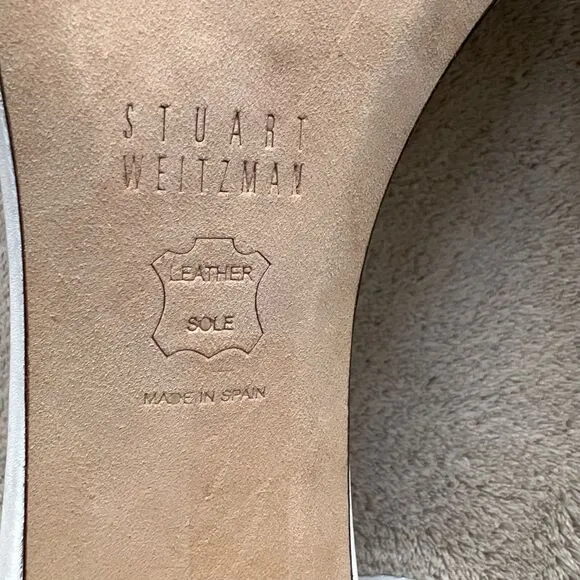 STUART
WEITZMAN
LEATHER
SOLE
MADE IN SPAIN